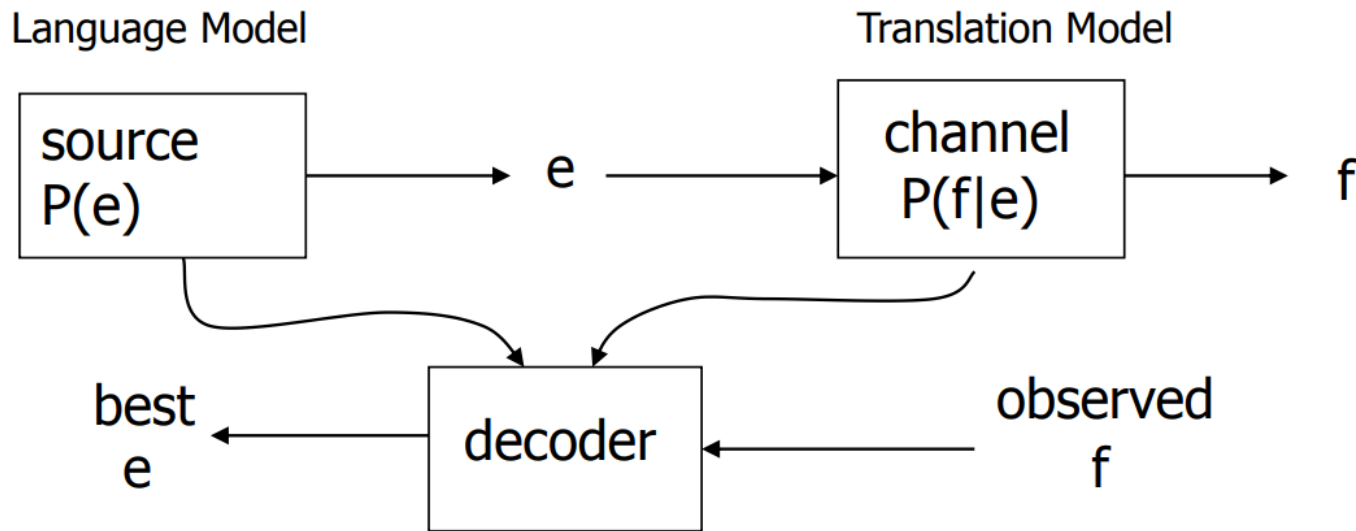 Language Model
Translation Model
source
P(e)
e
channel
P(f|e)
f
best
e
decoder
observed
f